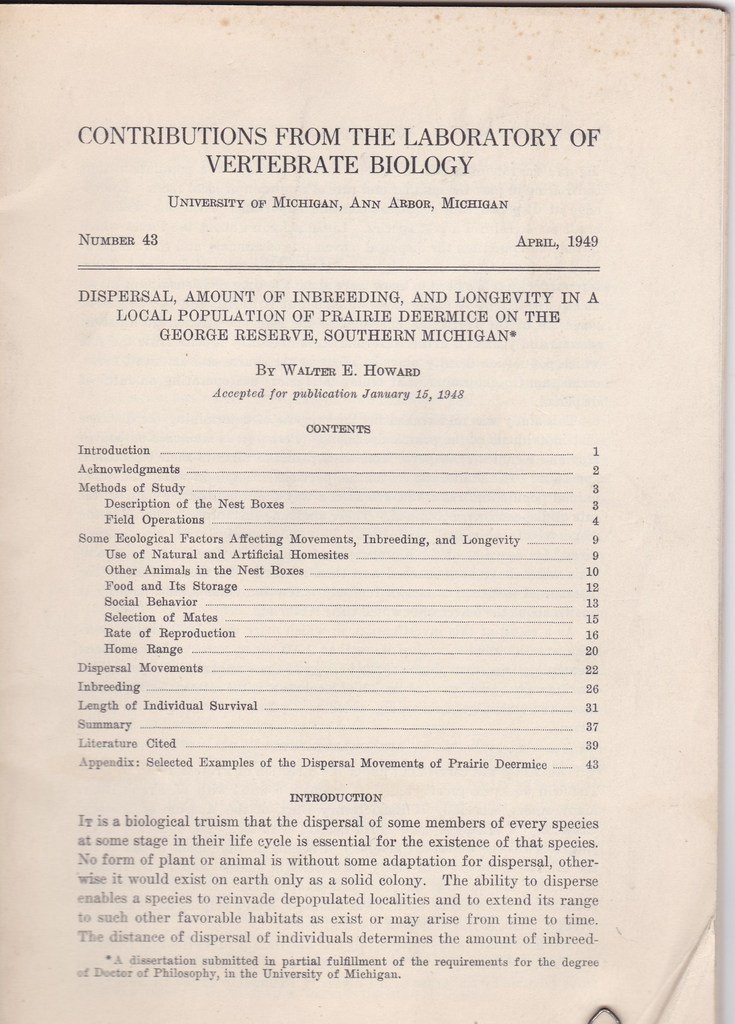 CONTRIBUTIONS FROM THE LABORATORY OF
VERTEBRATE BIOLOGY
UNIVERSITY OF MICHIGAN, ANN ARBOR, MICHIGAN
NUMBER 43 APRIL, 1949
DISPERSAL, AMOUNT OF INBREEDING, AND LONGEVITY IN A
LOCAL POPULATION OF PRAIRIE DEERMICE ON THE
GEORGE RESERVE, SOUTHERN MICHIGAN*
BY WALTER E. HOWARD
Accepted for publication January 15, 1948
CONTENTS
Introduction 1
Acknowledgments 2
Methods of Study 3
Description of the Nest Boxes 3
Field Operations 4
Some Ecological Factors Affecting Movements, Inbreeding, and Longevity 9
Use of Natural and Artificial Homesites 9
Other Animals in the Nest Boxes 10
Food and Its Storage 12
Social Behavior 13
Selection of Mates 15
Rate of Reproduction 16
Home Range 20
Dispersal Movements 22
Inbreeding 26
Length of Individual Survival 31
Summary 37
Literature Cited 39
Appendix: Selected Examples of the Dispersal Movements of Prairie Deermice 43
INTRODUCTION
IT is a biological truism that the dispersal of some members of every species
at some stage in their life cycle is essential for the existence of that species.
No form of plant or animal is without some adaptation for dispersal, other-
wise it would exist on earth only as a solid colony. The ability to disperse
enables a species to reinvade depopulated localities and to extend its range
to such other favorable habitats as exist or may arise from time to time.
The distance of dispersal of individuals determines the amount of inbreed-
*A dissertation submitted in partial fulfillment of the requirements for the degree
of Doctor of Philosophy, in the University of Michigan.